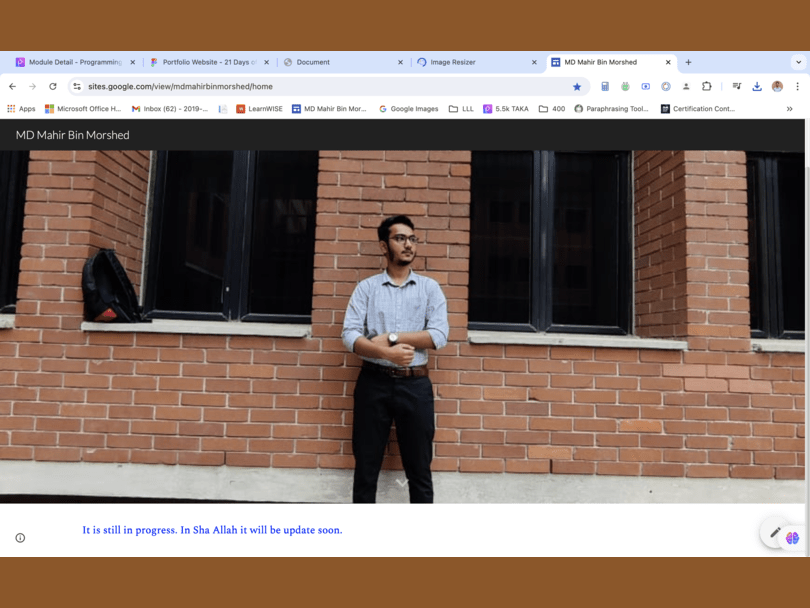 Module Detail - Programming
Portfolio Website - 21 Days of
Document
Image Resizer
MD Mahir Bin Morshed
sites.google.com/view/mdmahirbinmorshed/home
Apps
Microsoft Office H...
Inbox (62) - 2019-...
LearnWISE
MD Mahir Bin Mor...
Google Images
LLL
5.5k TAKA
400
Paraphrasing Tool...
Certification Cont...
MD Mahir Bin Morshed
It is still in progress. In Sha Allah it will be update soon.